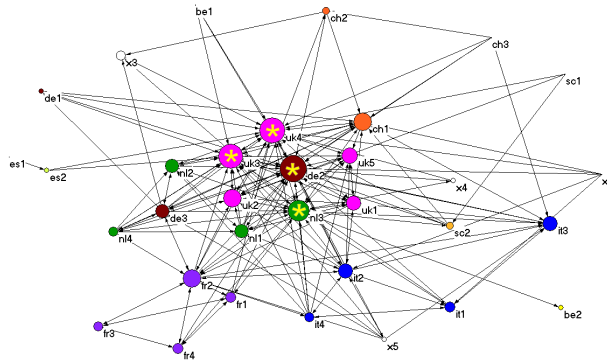 be1
ch2
ch3
x3
sc1
de1
uk4
ch1
es1
es2
nl2
uk3
uk5
de2
x4
x
uk2
uk1
de3
nl3
nl4
nl1
sc2
it3
fr2
it2
fr1
it1
be2
it4
fr3
x5
fr4